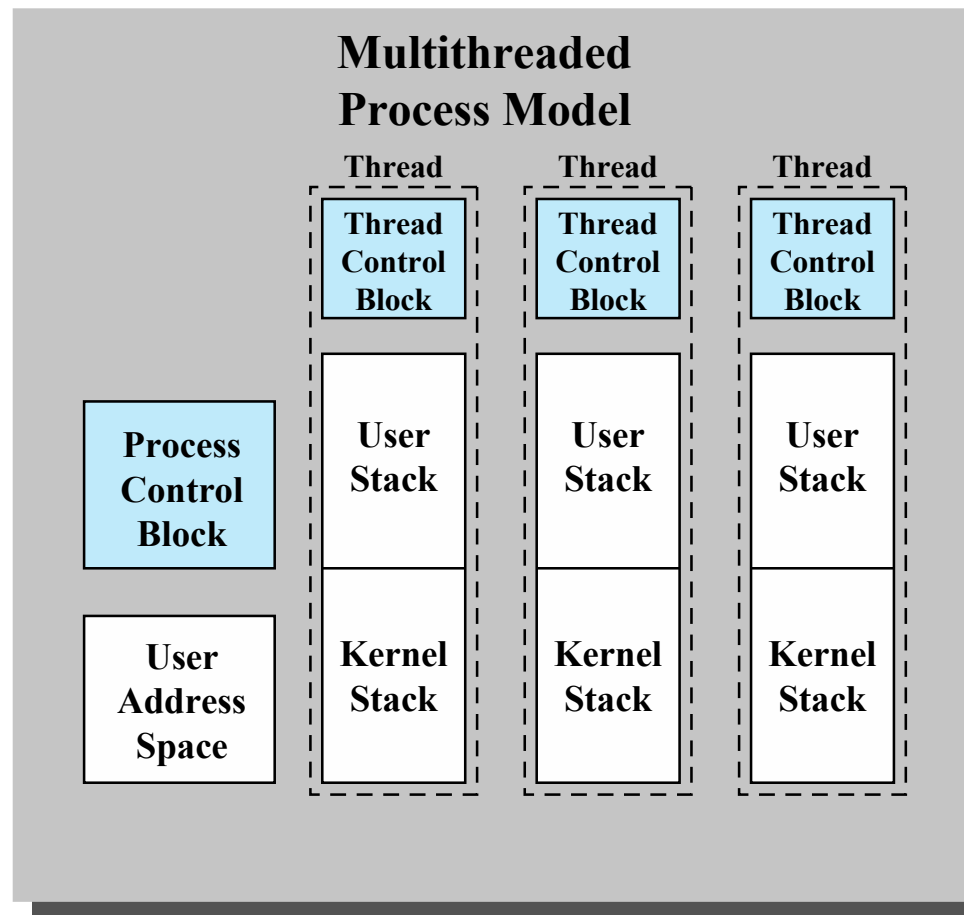 Multithreaded
Process Model
Thread
Thread
Thread
Thread
Control
Block
Thread
Control
Block
Thread
Control
Block
Process
Control
Block
User
Address
Space
User
Stack
Kernel
Stack
User
Stack
Kernel
Stack
User
Stack
Kernel
Stack